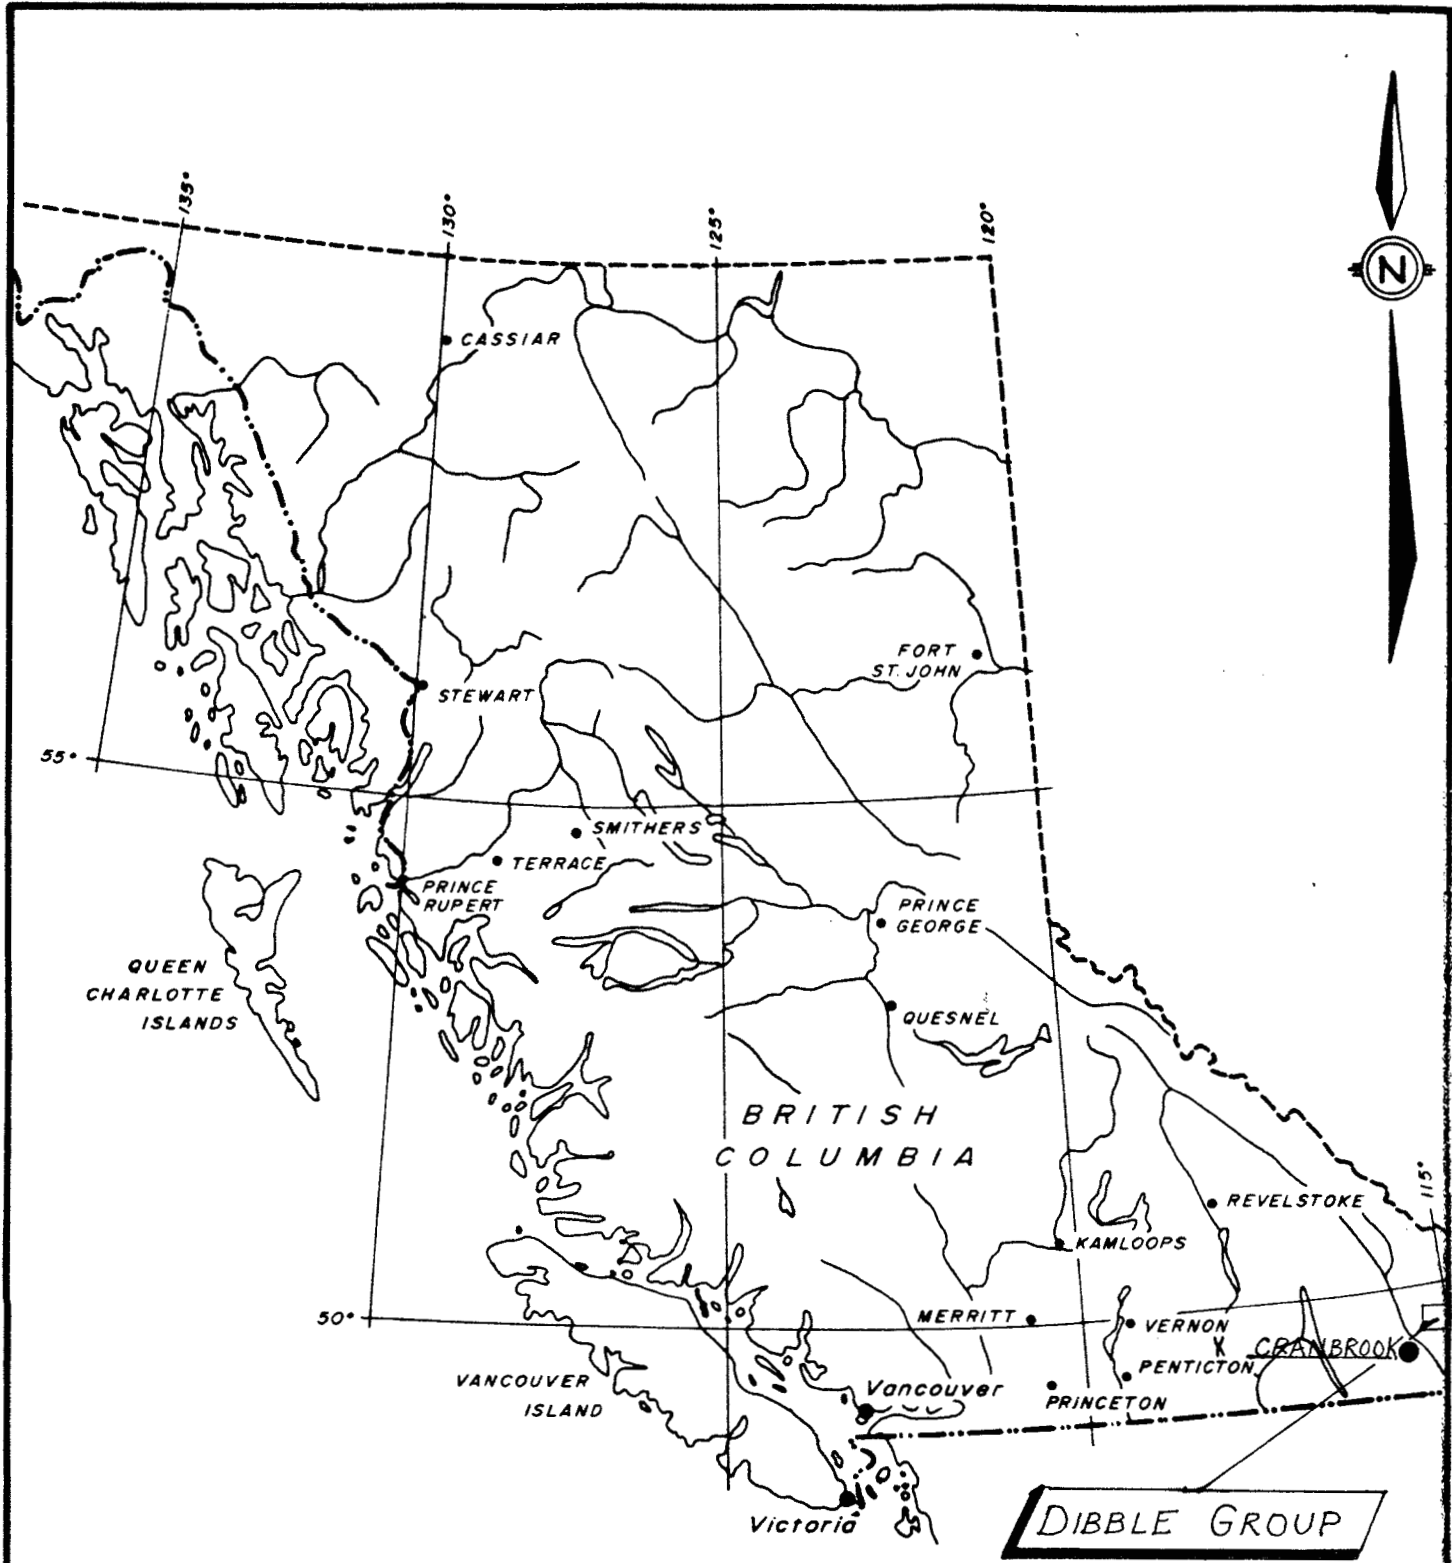 135°
130°
125°
120°
N
CASSIAR
FORT
ST. JOHN
STEWART
55°
SMITHERS
TERRACE
PRINCE
RUPERT
PRINCE
GEORGE
QUEEN
CHARLOTTE
ISLANDS
QUESNEL
BRITISH
COLUMBIA
115°
REVELSTOKE
KAMLOOPS
50°
MERRITT
VERNON
X CRANBROOK
PENTICTON
VANCOUVER
ISLAND
Vancouver
PRINCETON
Victoria
DIBBLE GROUP